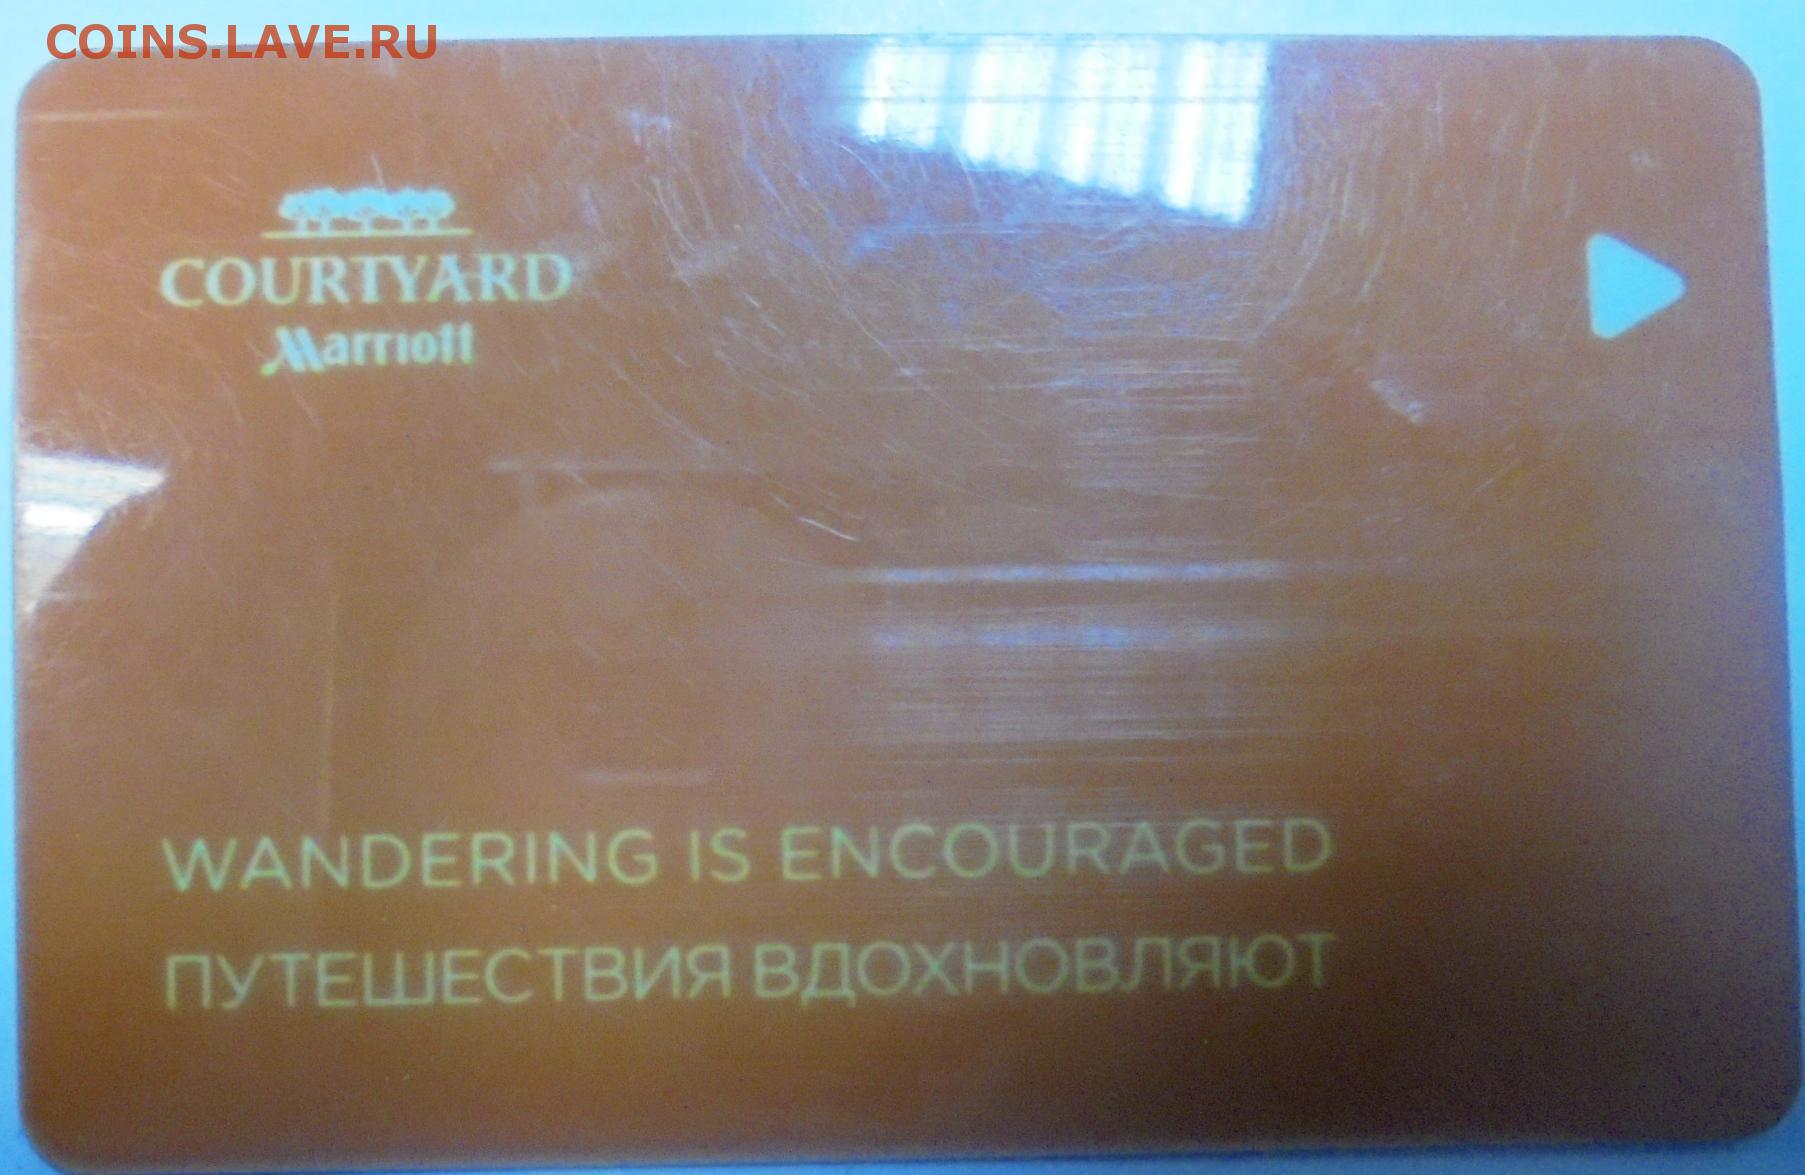 COINS.LAVE.RU
COURTYARD
Marriott
WANDERING IS ENCOURAGED
ПУТЕШЕСТВИЯ ВДОХНОВЛЯЮТ